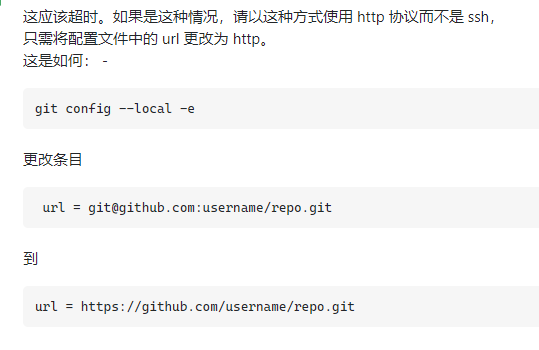 这应该超时。如果是这种情况，请以这种方式使用 http 协议而不是 ssh，
只需将配置文件中的 url 更改为 http。
这是如何： -
git config --local -e
更改条目
url = git@github.com:username/repo.git
到
url = https://github.com/username/repo.git